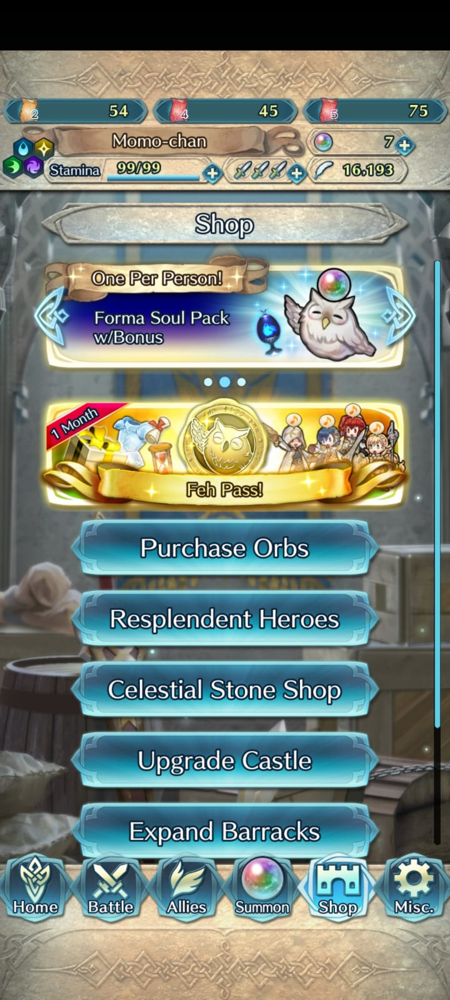 2 54
4 45
5 75
Momo-chan
7
Stamina 99/99
16.193
Shop
One Per Person!
Forma Soul Pack
w/Bonus
1 Month
Feh Pass!
Purchase Orbs
Resplendent Heroes
Celestial Stone Shop
Upgrade Castle
Expand Barracks
Home Battle Allies Summon Shop Misc.